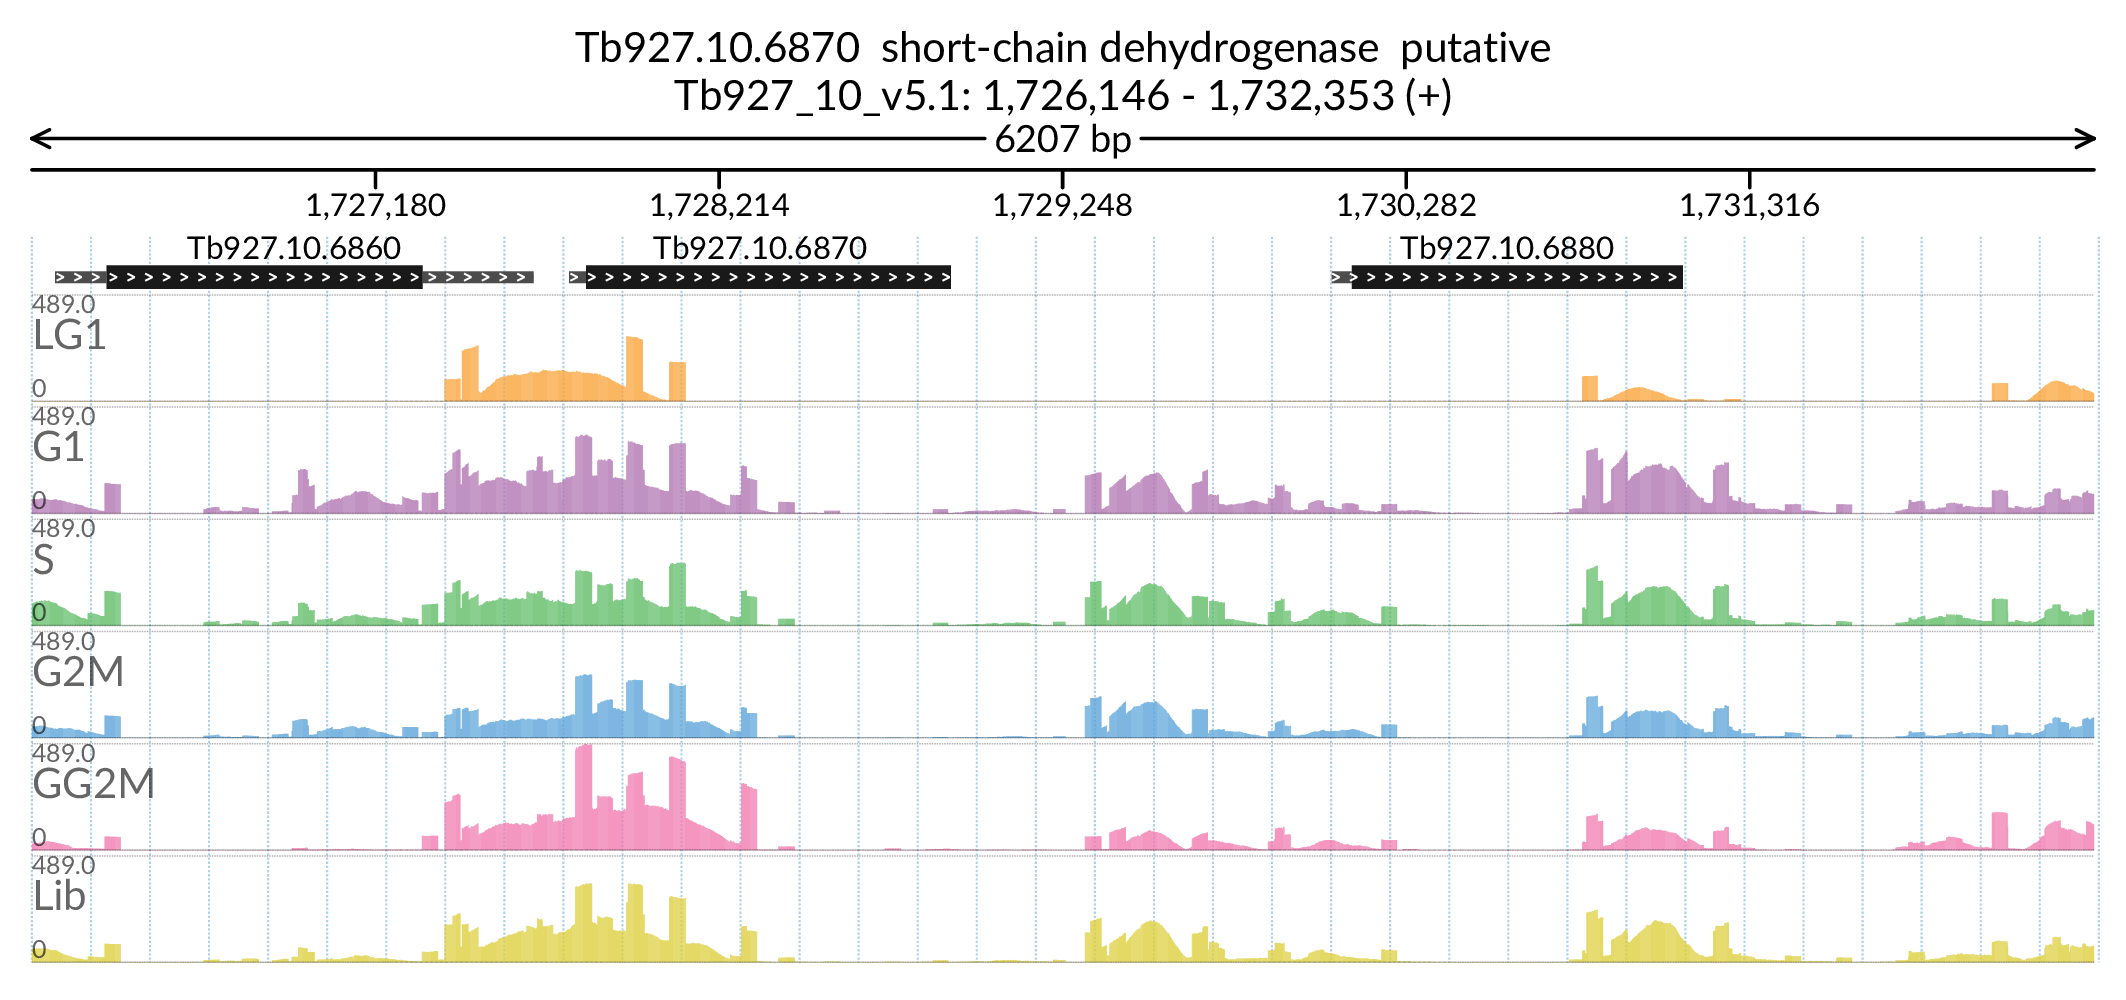 Tb927.10.6870 short-chain dehydrogenase putative
Tb927_10_v5.1: 1,726,146 - 1,732,353 (+)
6207 bp
1,727,180 1,728,214 1,729,248 1,730,282 1,731,316
Tb927.10.6860 Tb927.10.6870 Tb927.10.6880
489.0
LG1
0
489.0
G1
0
489.0
S
0
489.0
G2M
0
489.0
GG2M
0
489.0
Lib
0